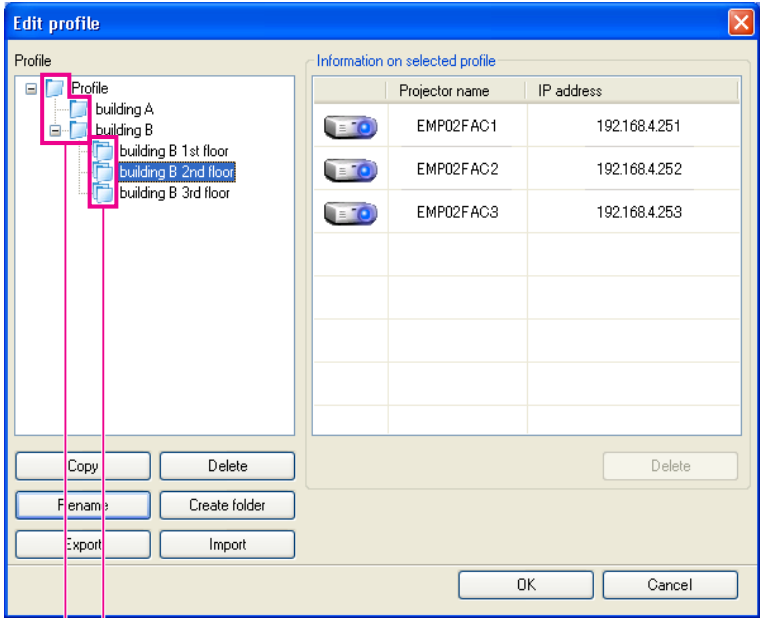 Edit profile
Profile
Information on selected profile
Profile
building A
building B
building B 1st floor
building B 2nd floor
building B 3rd floor
Projector name IP address
EMP02FAC1 192.168.4.251
EMP02FAC2 192.168.4.252
EMP02FAC3 192.168.4.253
Copy Delete
Delete
Rename Create folder
Export Import
OK Cancel